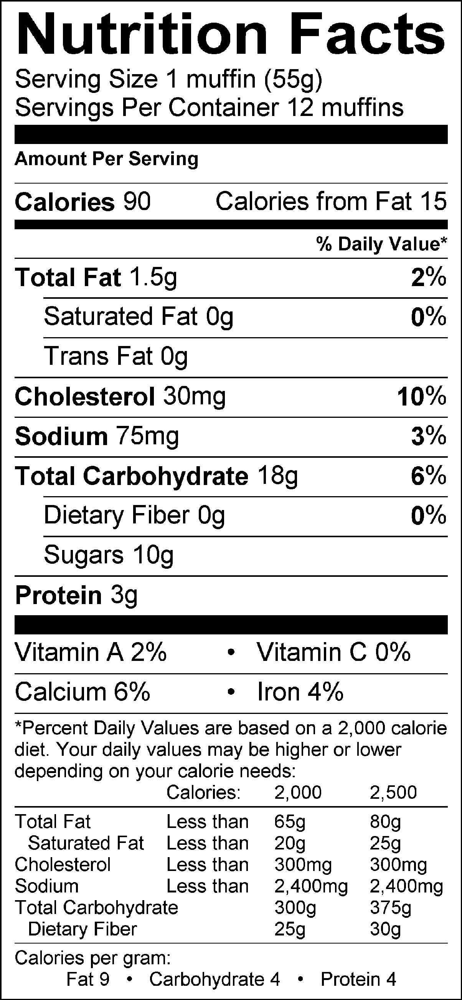 Nutrition Facts
Serving Size 1 muffin (55g)
Servings Per Container 12 muffins
Amount Per Serving
Calories 90 Calories from Fat 15
% Daily Value*
Total Fat 1.5g 2%
Saturated Fat 0g 0%
Trans Fat 0g
Cholesterol 30mg 10%
Sodium 75mg 3%
Total Carbohydrate 18g 6%
Dietary Fiber 0g 0%
Sugars 10g
Protein 3g
Vitamin A 2% • Vitamin C 0%
Calcium 6% • Iron 4%
*Percent Daily Values are based on a 2,000 calorie
diet. Your daily values may be higher or lower
depending on your calorie needs:
Calories: 2,000 2,500
Total Fat Less than 65g 80g
Saturated Fat Less than 20g 25g
Cholesterol Less than 300mg 300mg
Sodium Less than 2,400mg 2,400mg
Total Carbohydrate 300g 375g
Dietary Fiber 25g 30g
Calories per gram:
Fat 9 • Carbohydrate 4 • Protein 4